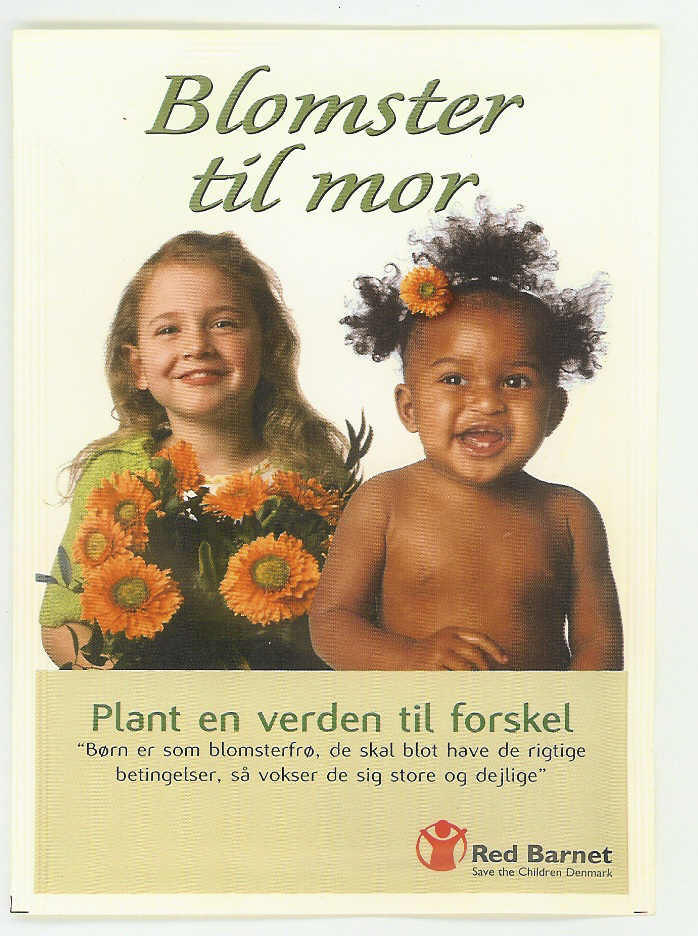 Blomster
til mor
Plant en verden til forskel
“Børn er som blomsterfrø, de skal blot have de rigtige
betingelser, så vokser de sig store og dejlige”
Red Barnet
Save the Children Denmark